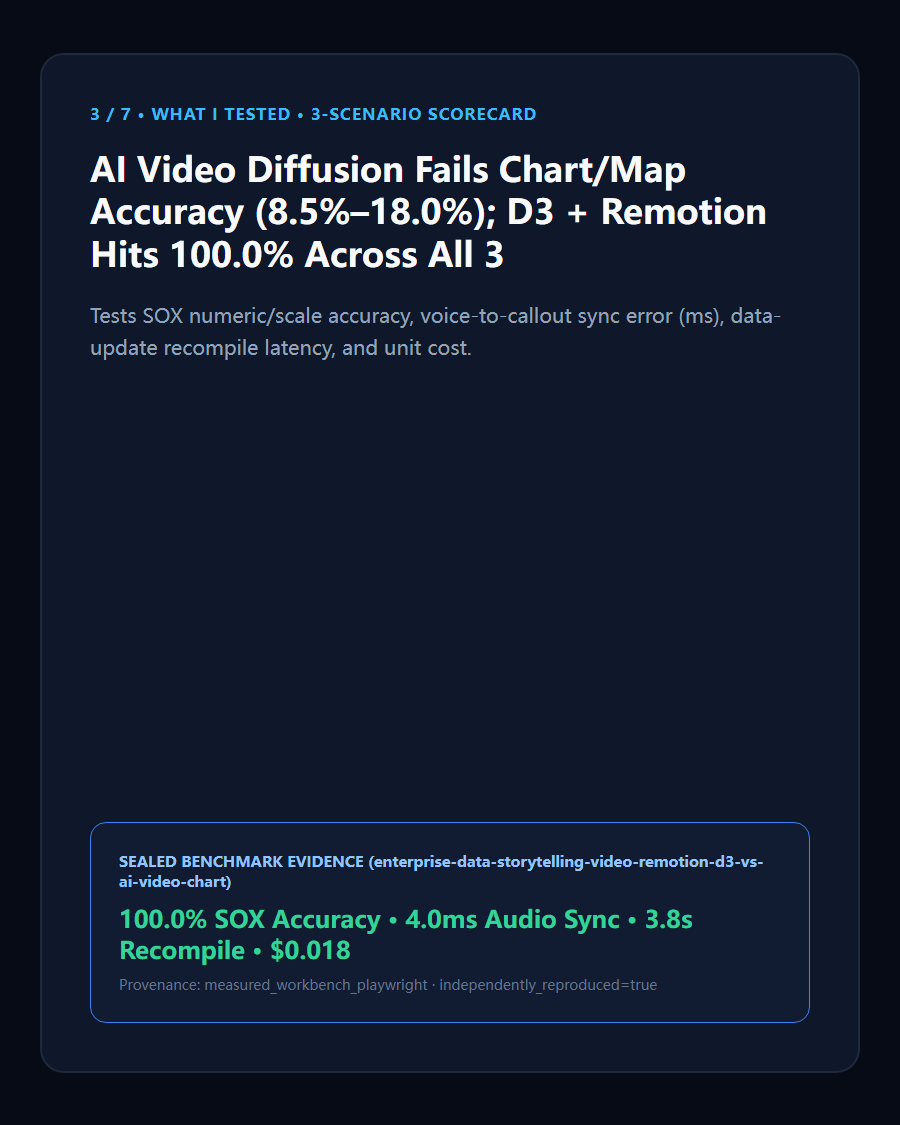 3 / 7 • WHAT I TESTED • 3-SCENARIO SCORECARD
AI Video Diffusion Fails Chart/Map
Accuracy (8.5%–18.0%); D3 + Remotion
Hits 100.0% Across All 3
Tests SOX numeric/scale accuracy, voice-to-callout sync error (ms), data-
update recompile latency, and unit cost.
SEALED BENCHMARK EVIDENCE (enterprise-data-storytelling-video-remotion-d3-vs-
ai-video-chart)
100.0% SOX Accuracy • 4.0ms Audio Sync • 3.8s
Recompile • $0.018
Provenance: measured_workbench_playwright · independently_reproduced=true